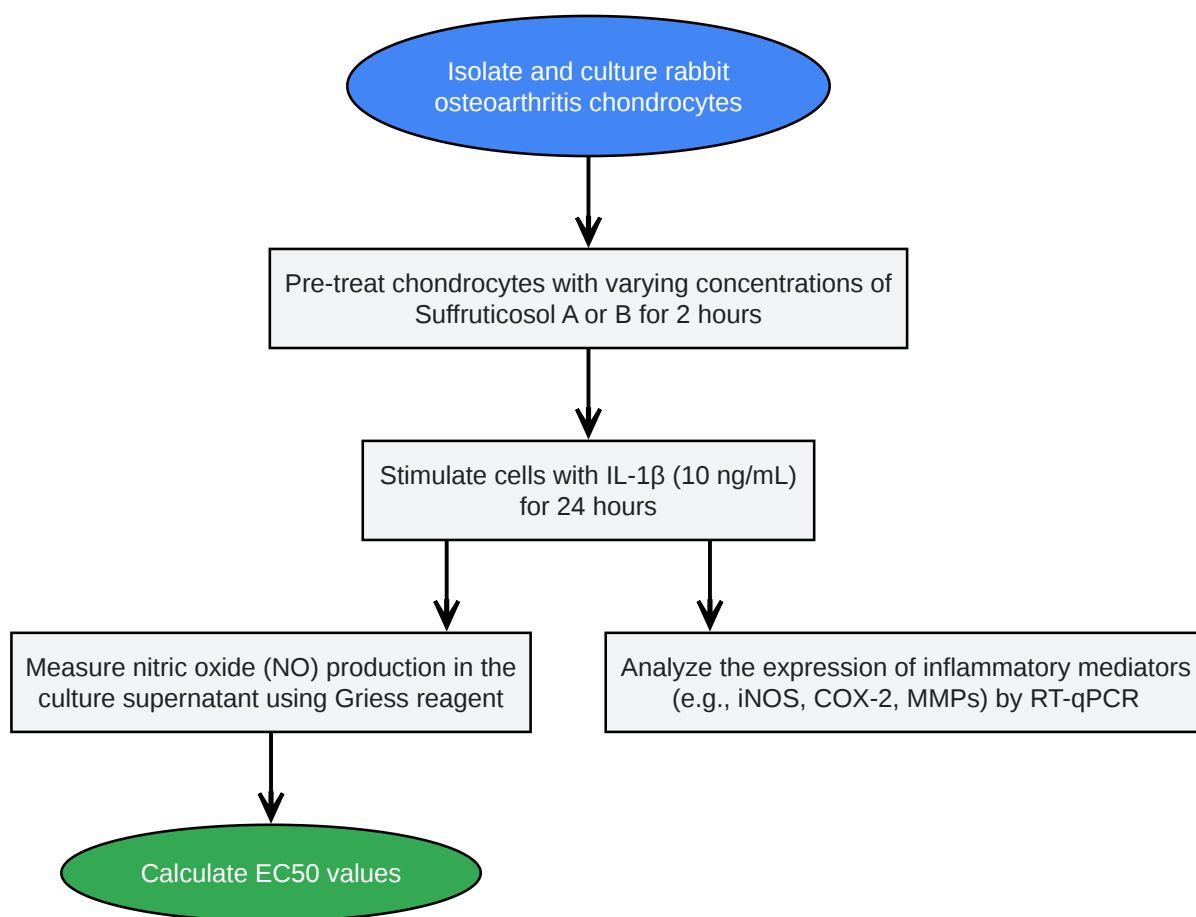 Isolate and culture rabbit
osteoarthritis chondrocytes
Pre-treat chondrocytes with varying concentrations of
Suffruticosol A or B for 2 hours
Stimulate cells with IL-1β (10 ng/mL)
for 24 hours
Measure nitric oxide (NO) production in the
culture supernatant using Griess reagent
Analyze the expression of inflammatory mediators
(e.g., iNOS, COX-2, MMPs) by RT-qPCR
Calculate EC50 values